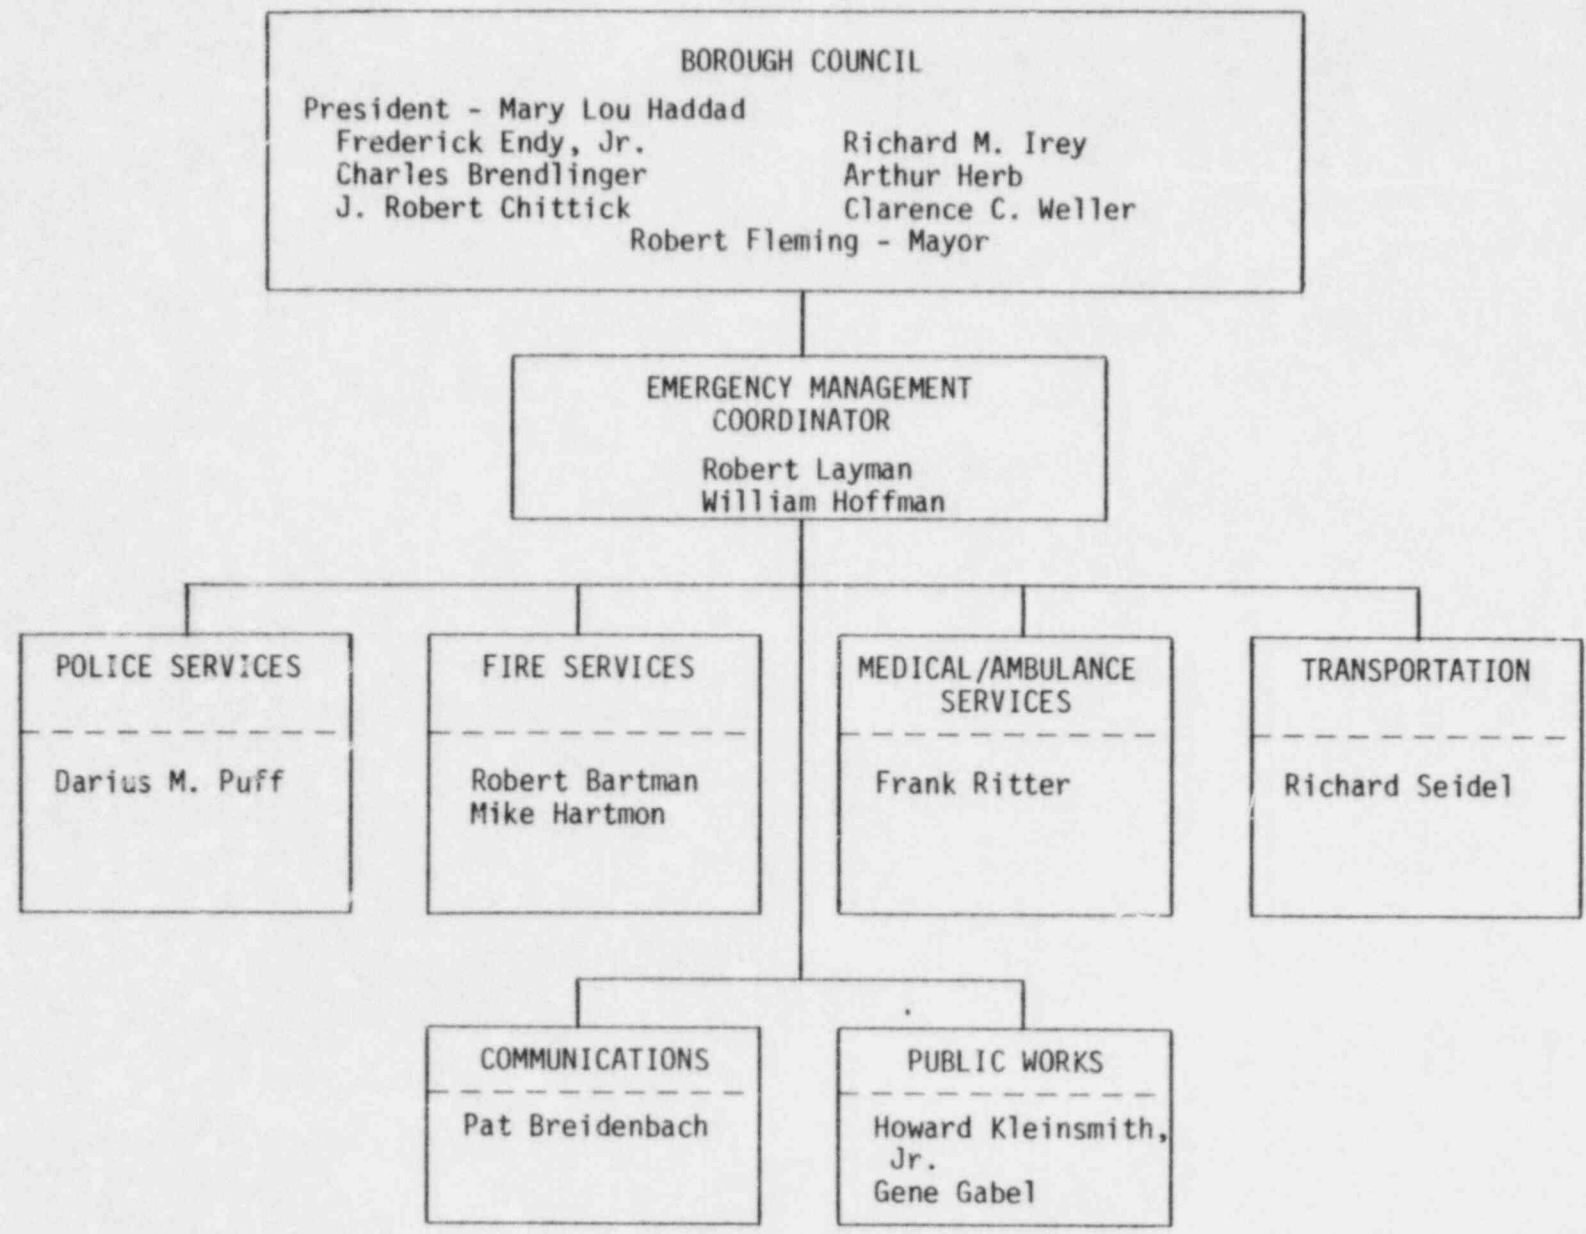 BOROUGH COUNCIL
President - Mary Lou Haddad
Frederick Endy, Jr.
Richard M. Irey
Charles Brendlinger
Arthur Herb
J. Robert Chittick
Clarence C. Weller
Robert Fleming - Mayor
EMERGENCY MANAGEMENT
COORDINATOR
Robert Layman
William Hoffman
POLICE SERVICES
Darius M. Puff
FIRE SERVICES
Robert Bartman
Mike Hartmon
MEDICAL/AMBULANCE
SERVICES
Frank Ritter
TRANSPORTATION
Richard Seidel
COMMUNICATIONS
Pat Breidenbach
PUBLIC WORKS
Howard Kleinsmith,
Jr.
Gene Gabel